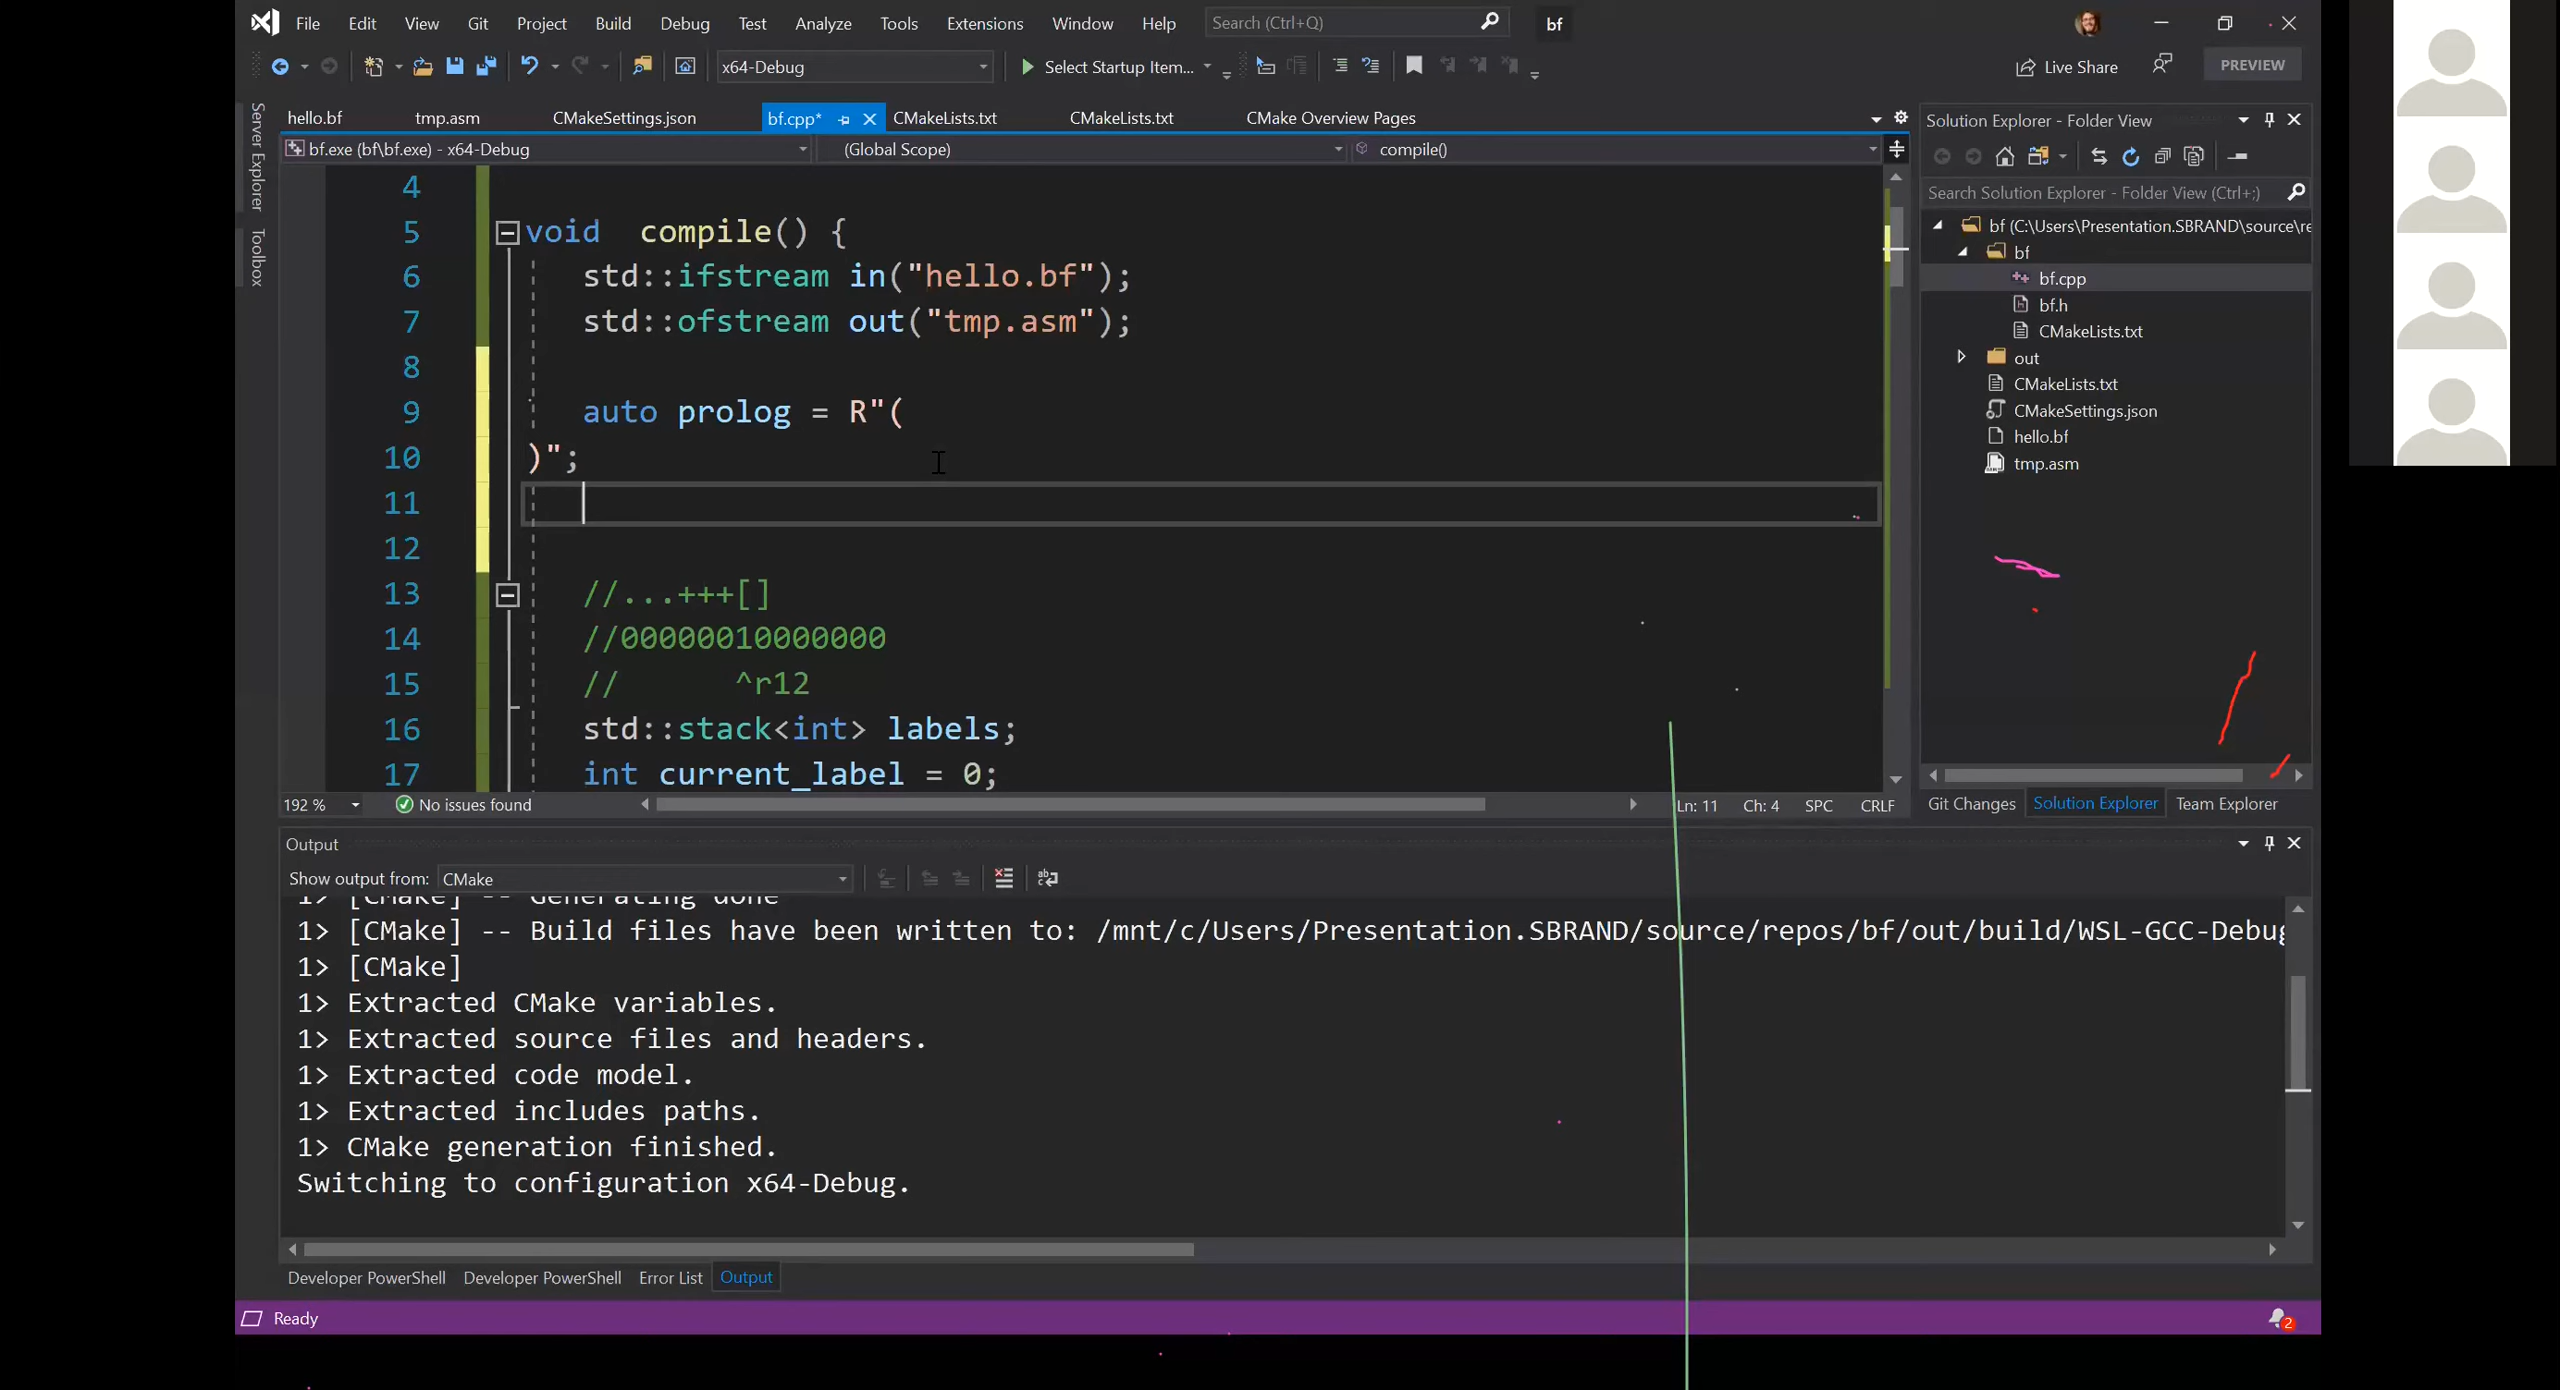 File Edit View Git Project Build Debug Test Analyze Tools Extensions Window Help Search (Ctrl+Q) bf
x64-Debug Select Startup Item... Live Share PREVIEW
hello.bf tmp.asm CMakeSettings.json bf.cpp* CMakeLists.txt CMakeLists.txt CMake Overview Pages
bf.exe (bf\bf.exe) - x64-Debug (Global Scope) compile()
Server Explorer
Toolbox
4
5 void  compile() {
6 std::ifstream in("hello.bf");
7 std::ofstream out("tmp.asm");
8
9 auto prolog = R"(
10 )";
11
12
13 //...+++[]
14 //00000010000000
15 //      ^r12
16 std::stack<int> labels;
17 int current_label = 0;
192 % No issues found Ln: 11 Ch: 4 SPC CRLF
Solution Explorer - Folder View
Search Solution Explorer - Folder View (Ctrl+;)
bf (C:\Users\Presentation.SBRAND\source\re
bf
bf.cpp
bf.h
CMakeLists.txt
out
CMakeLists.txt
CMakeSettings.json
hello.bf
tmp.asm
Git Changes Solution Explorer Team Explorer
Output
Show output from: CMake
1> [CMake] -- Generating done
1> [CMake] -- Build files have been written to: /mnt/c/Users/Presentation.SBRAND/source/repos/bf/out/build/WSL-GCC-Debug
1> [CMake]
1> Extracted CMake variables.
1> Extracted source files and headers.
1> Extracted code model.
1> Extracted includes paths.
1> CMake generation finished.
Switching to configuration x64-Debug.
Developer PowerShell Developer PowerShell Error List Output
Ready 2